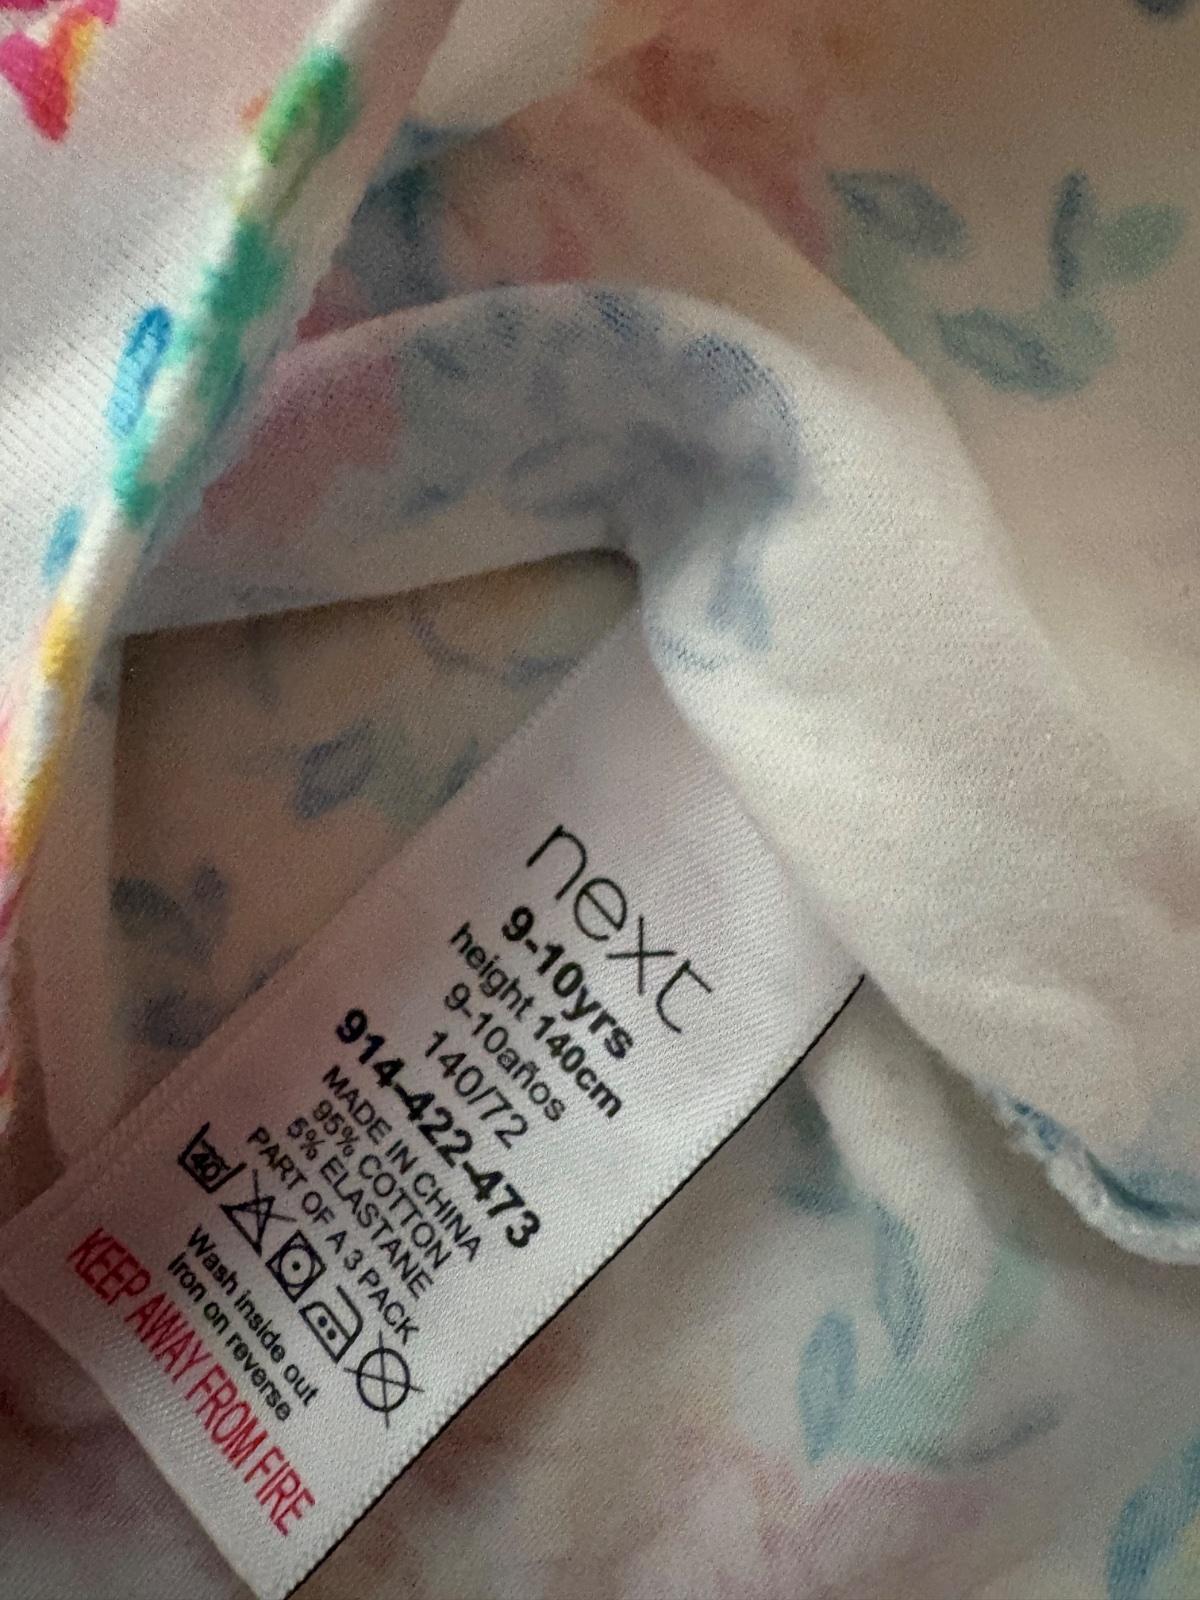 next
9-10yrs
height 140cm
9-10años
140/72
914-422-473
MADE IN CHINA
95% COTTON
5% ELASTANE
PART OF A 3 PACK
40
Wash inside out
Iron on reverse
KEEP AWAY FROM FIRE